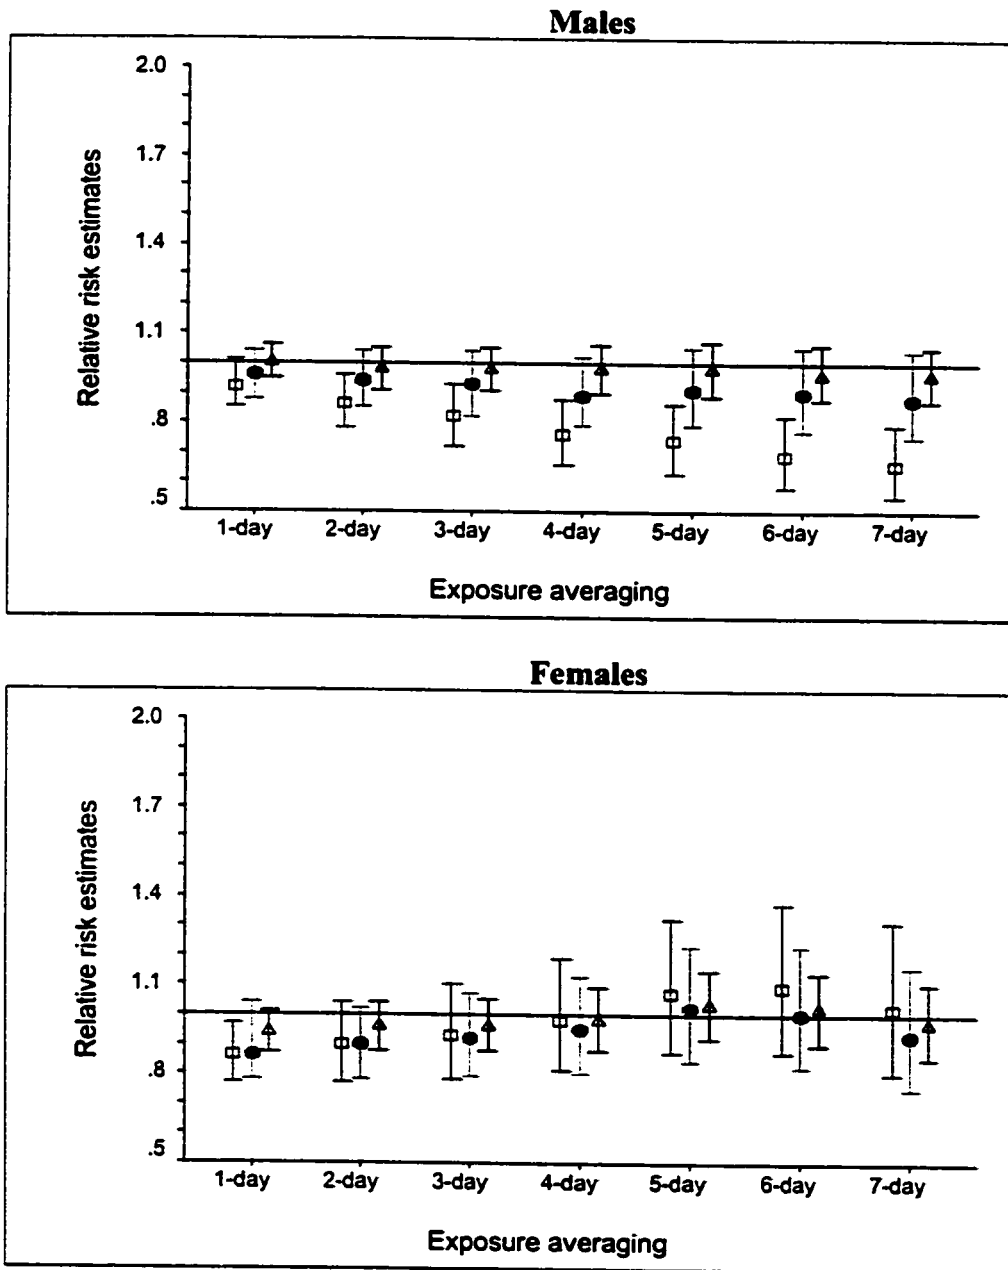 Males
2.0
1.7
1.4
1.1
.8
.5
Relative risk estimates
1-day 2-day 3-day 4-day 5-day 6-day 7-day
Exposure averaging
Females
2.0
1.7
1.4
1.1
.8
.5
Relative risk estimates
1-day 2-day 3-day 4-day 5-day 6-day 7-day
Exposure averaging